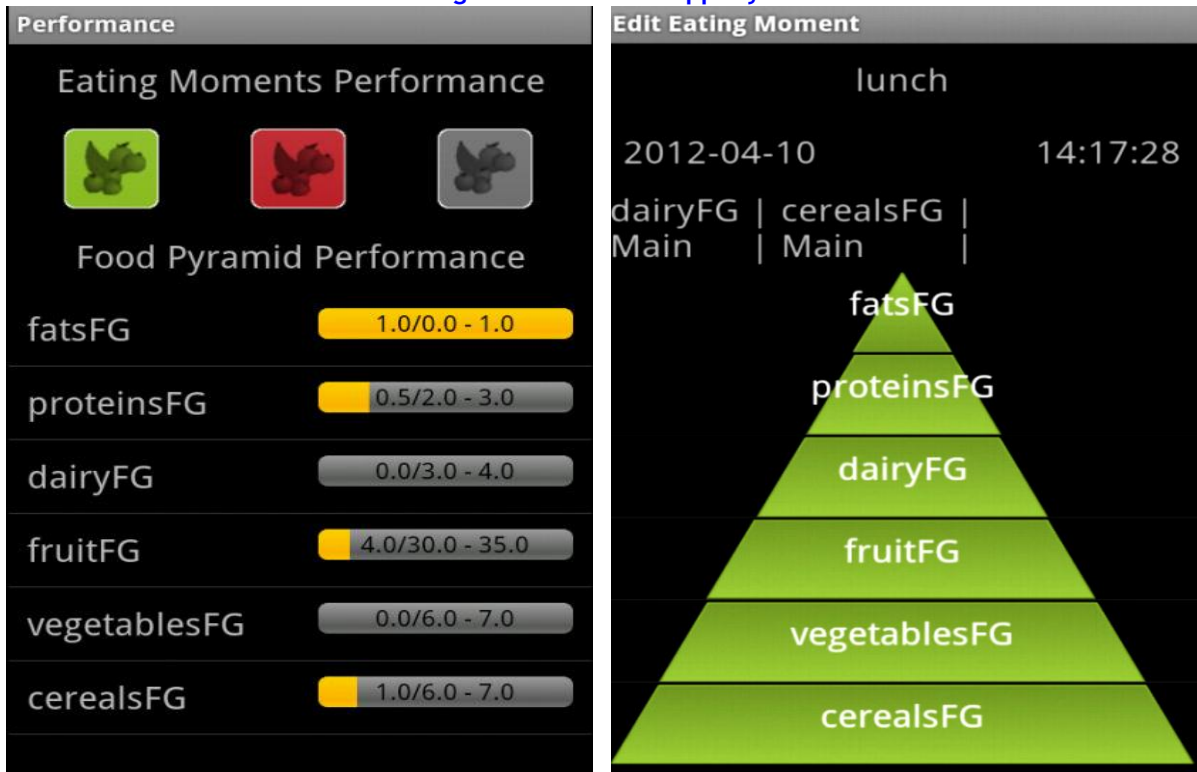 Performance
Eating Moments Performance
Food Pyramid Performance
fatsFG 1.0/0.0 - 1.0
proteinsFG 0.5/2.0 - 3.0
dairyFG 0.0/3.0 - 4.0
fruitFG 4.0/30.0 - 35.0
vegetablesFG 0.0/6.0 - 7.0
cerealsFG 1.0/6.0 - 7.0
Edit Eating Moment
lunch
2012-04-10 14:17:28
dairyFG | cerealsFG |
Main | Main |
fatsFG
proteinsFG
dairyFG
fruitFG
vegetablesFG
cerealsFG